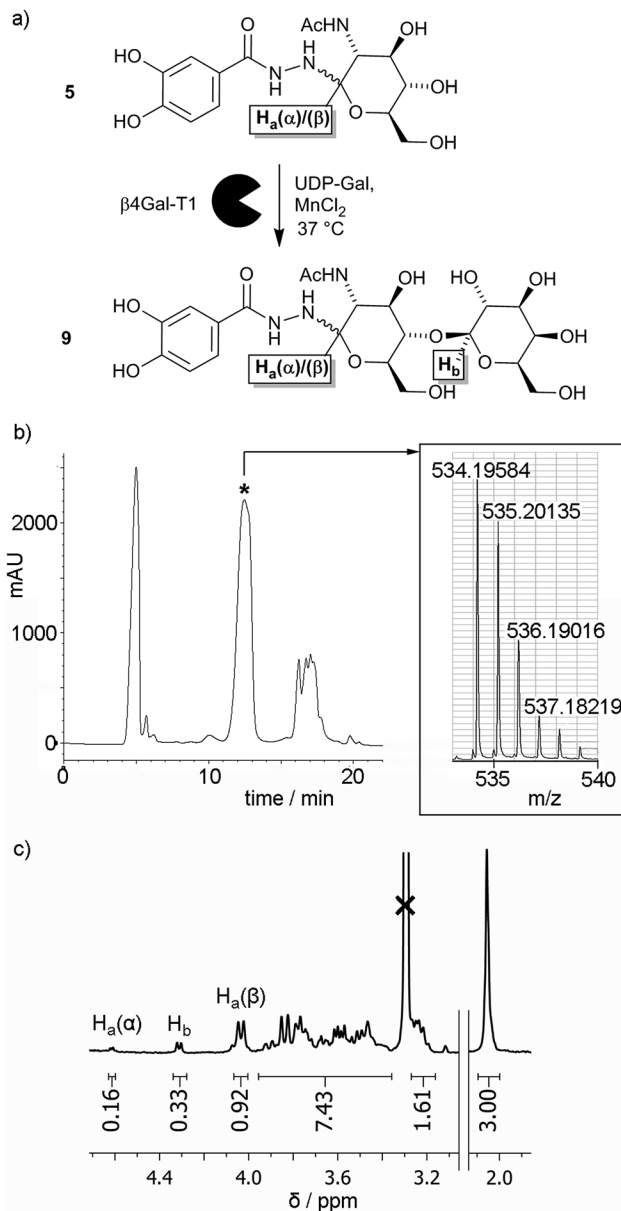 a)
5
HO
HO
O
N
H
H
N
AcHN
OH
OH
O
OH
Hₐ(α)/(β)
β4Gal-T1
UDP-Gal,
MnCl₂
37 °C
9
HO
HO
O
N
H
H
N
AcHN
OH
O
O
OH
Hₐ(α)/(β)
HO
OH
OH
O
OH
H_b
b)
mAU
2000
1000
0
0
10
20
time / min
*
534.19584
535.20135
536.19016
537.18219
535
540
m/z
c)
Hₐ(α)
H_b
Hₐ(β)
0.16
0.33
0.92
7.43
1.61
3.00
4.4
4.0
3.6
3.2
2.0
δ / ppm